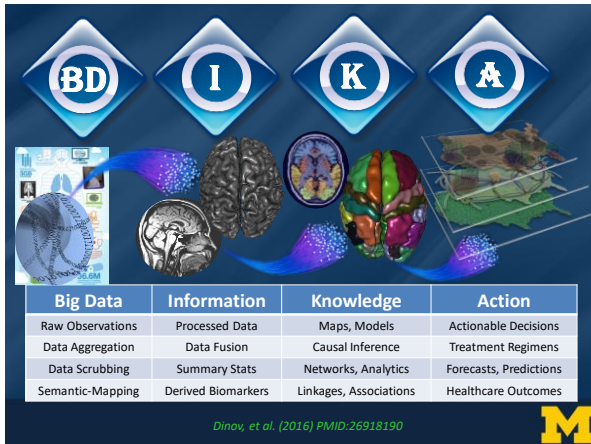 BD I K A
Big Data Information Knowledge Action
Raw Observations Processed Data Maps, Models Actionable Decisions
Data Aggregation Data Fusion Causal Inference Treatment Regimens
Data Scrubbing Summary Stats Networks, Analytics Forecasts, Predictions
Semantic-Mapping Derived Biomarkers Linkages, Associations Healthcare Outcomes
Dinov, et al. (2016) PMID:26918190
M